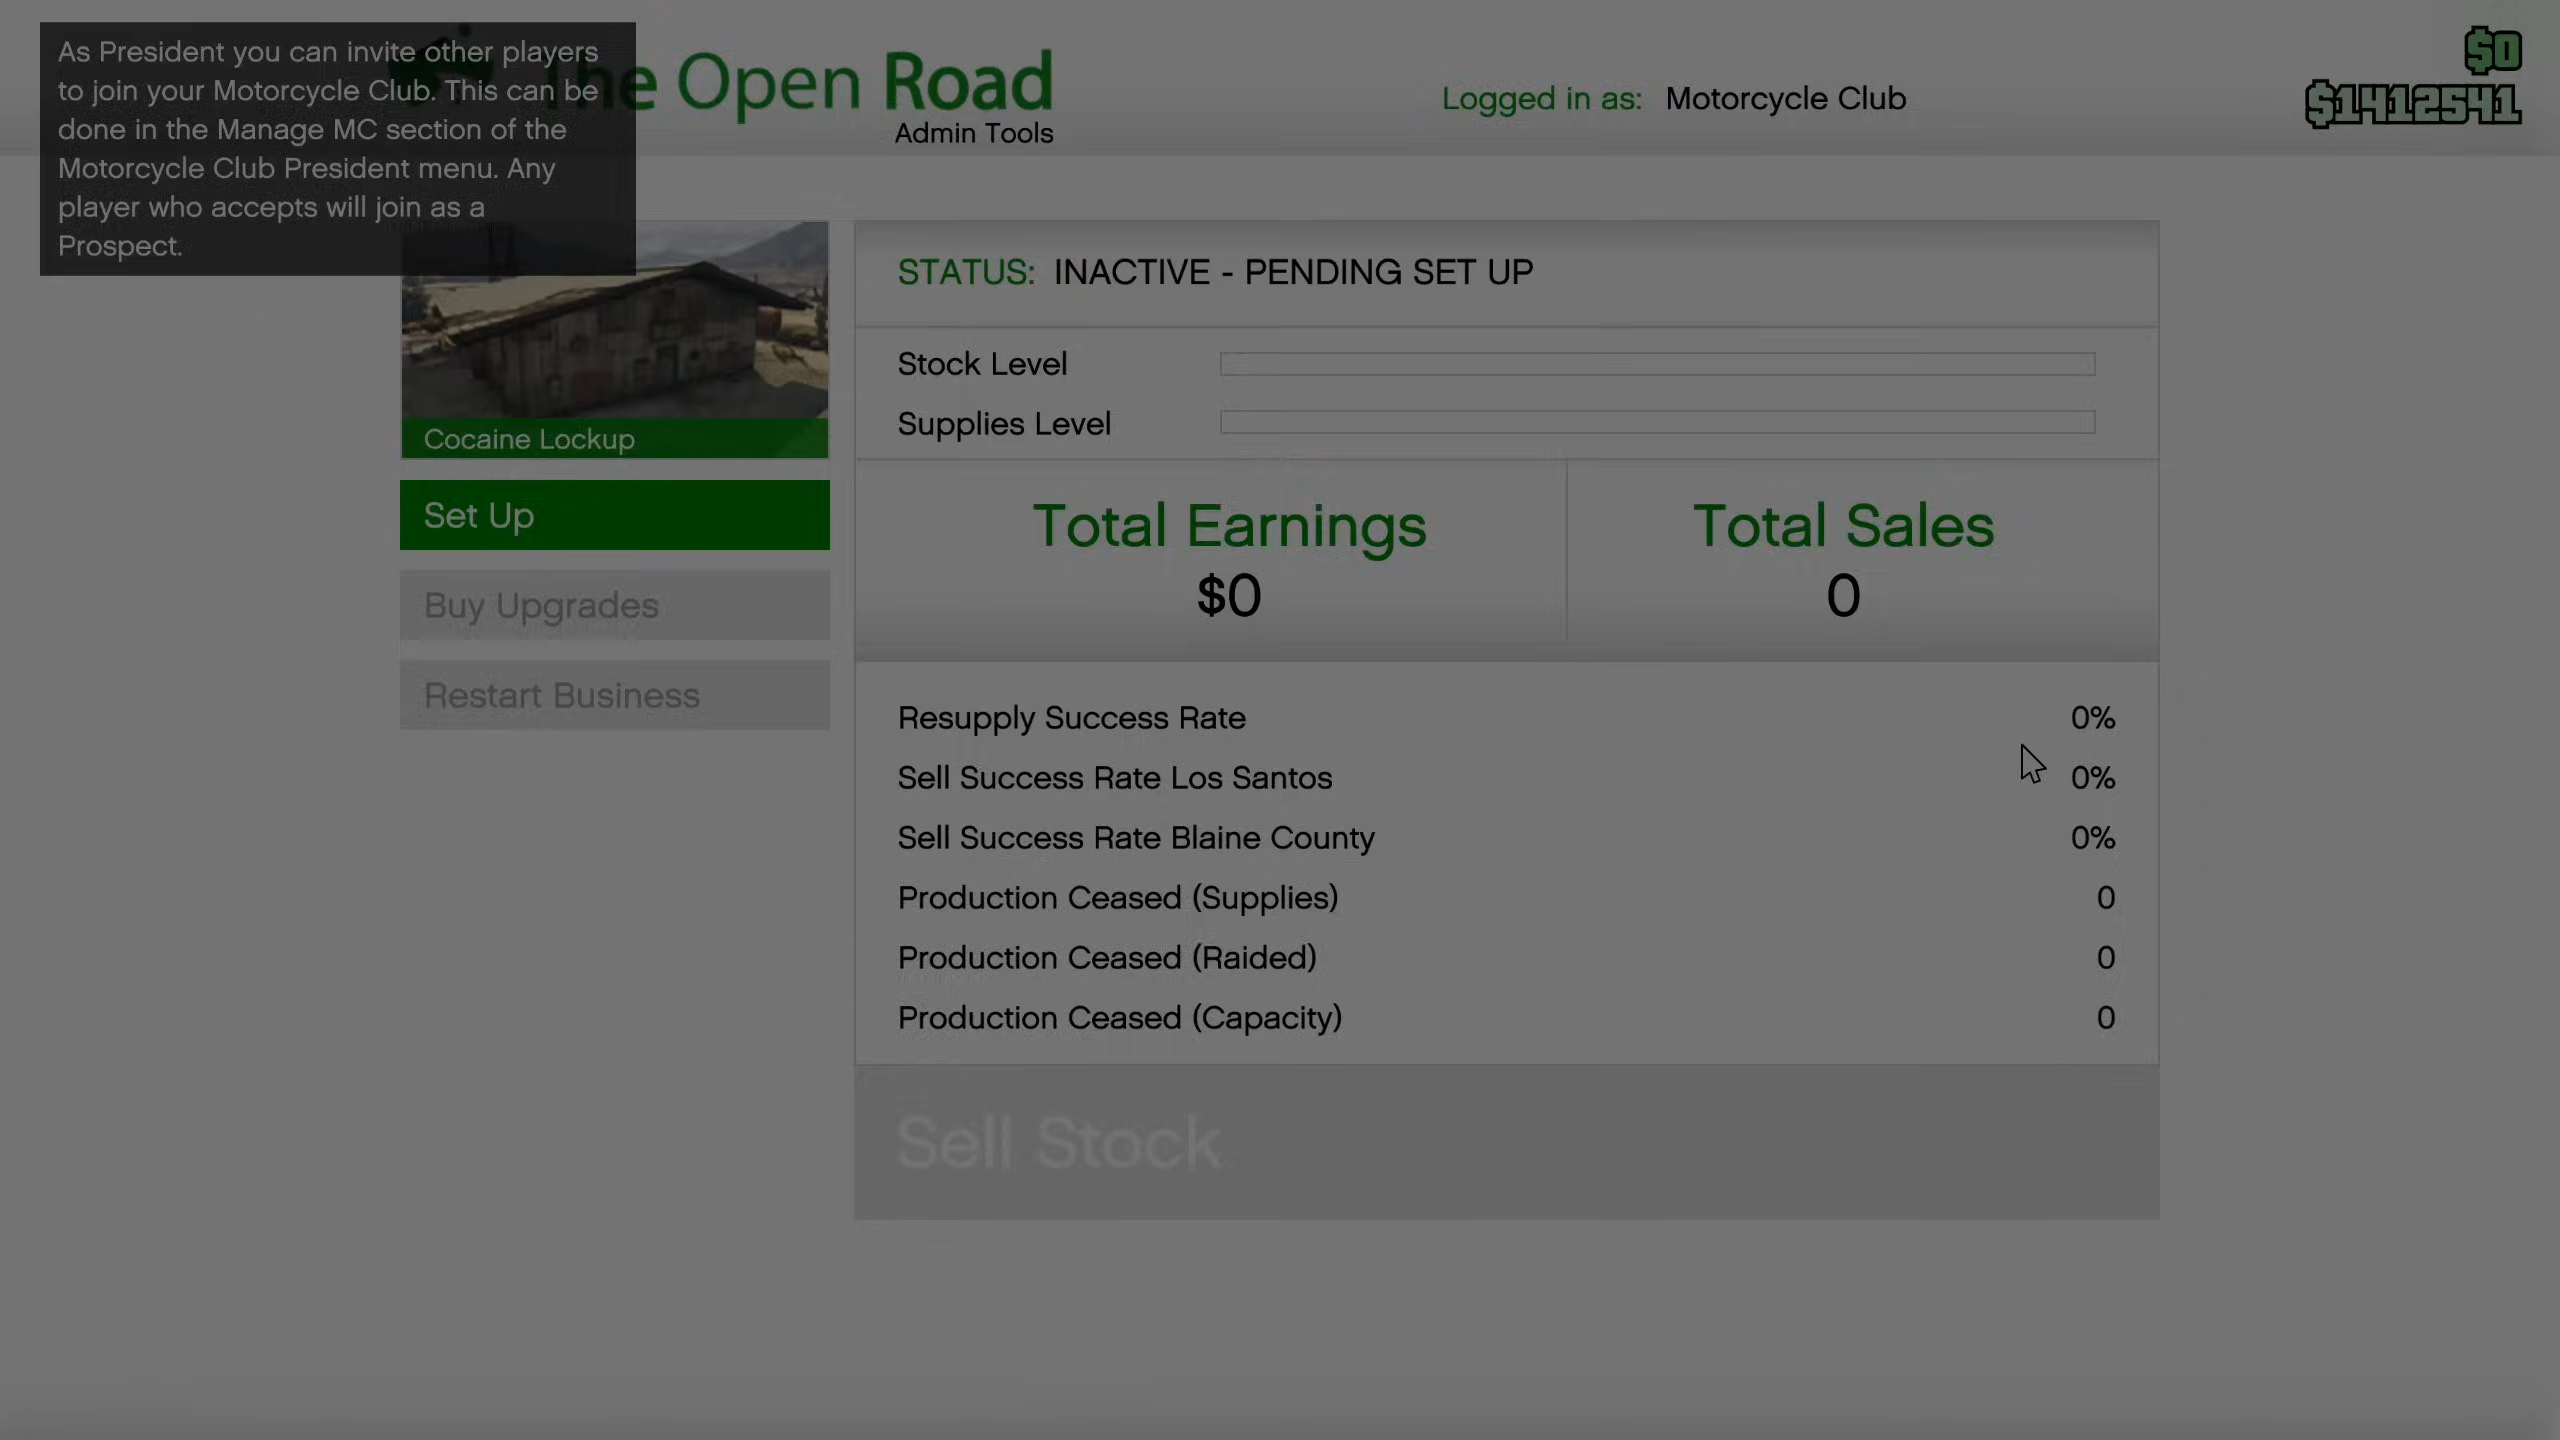 As President you can invite other players
to join your Motorcycle Club. This can be
done in the Manage MC section of the
Motorcycle Club President menu. Any
player who accepts will join as a
Prospect.
The Open Road
Admin Tools
Logged in as: Motorcycle Club
$0
$1412541
Cocaine Lockup
Set Up
Buy Upgrades
Restart Business
STATUS: INACTIVE - PENDING SET UP
Stock Level
Supplies Level
Total Earnings
$0
Total Sales
0
Resupply Success Rate 0%
Sell Success Rate Los Santos 0%
Sell Success Rate Blaine County 0%
Production Ceased (Supplies) 0
Production Ceased (Raided) 0
Production Ceased (Capacity) 0
Sell Stock